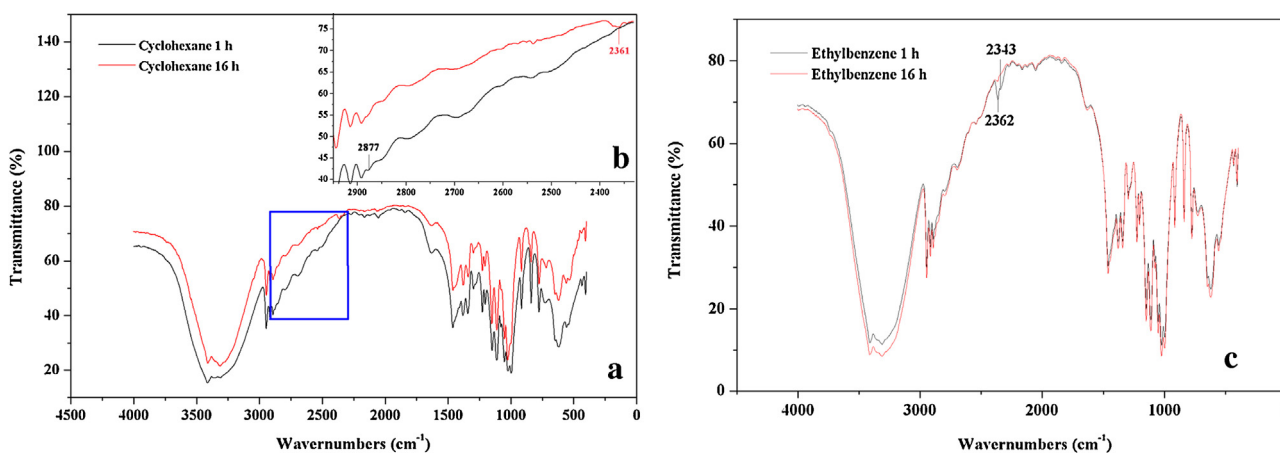 Cyclohexane 1 h
Cyclohexane 16 h
140
120
100
80
60
40
20
Transmittance (%)
4500 4000 3500 3000 2500 2000 1500 1000 500 0
Wavernumbers (cm-1)
a
75
70
65
60
55
50
45
40
2877
2361
2900 2800 2700 2600 2500 2400
b
Ethylbenzene 1 h
Ethylbenzene 16 h
2343
2362
80
60
40
20
0
Transmittance (%)
4000 3000 2000 1000
Wavernumbers (cm-1)
c